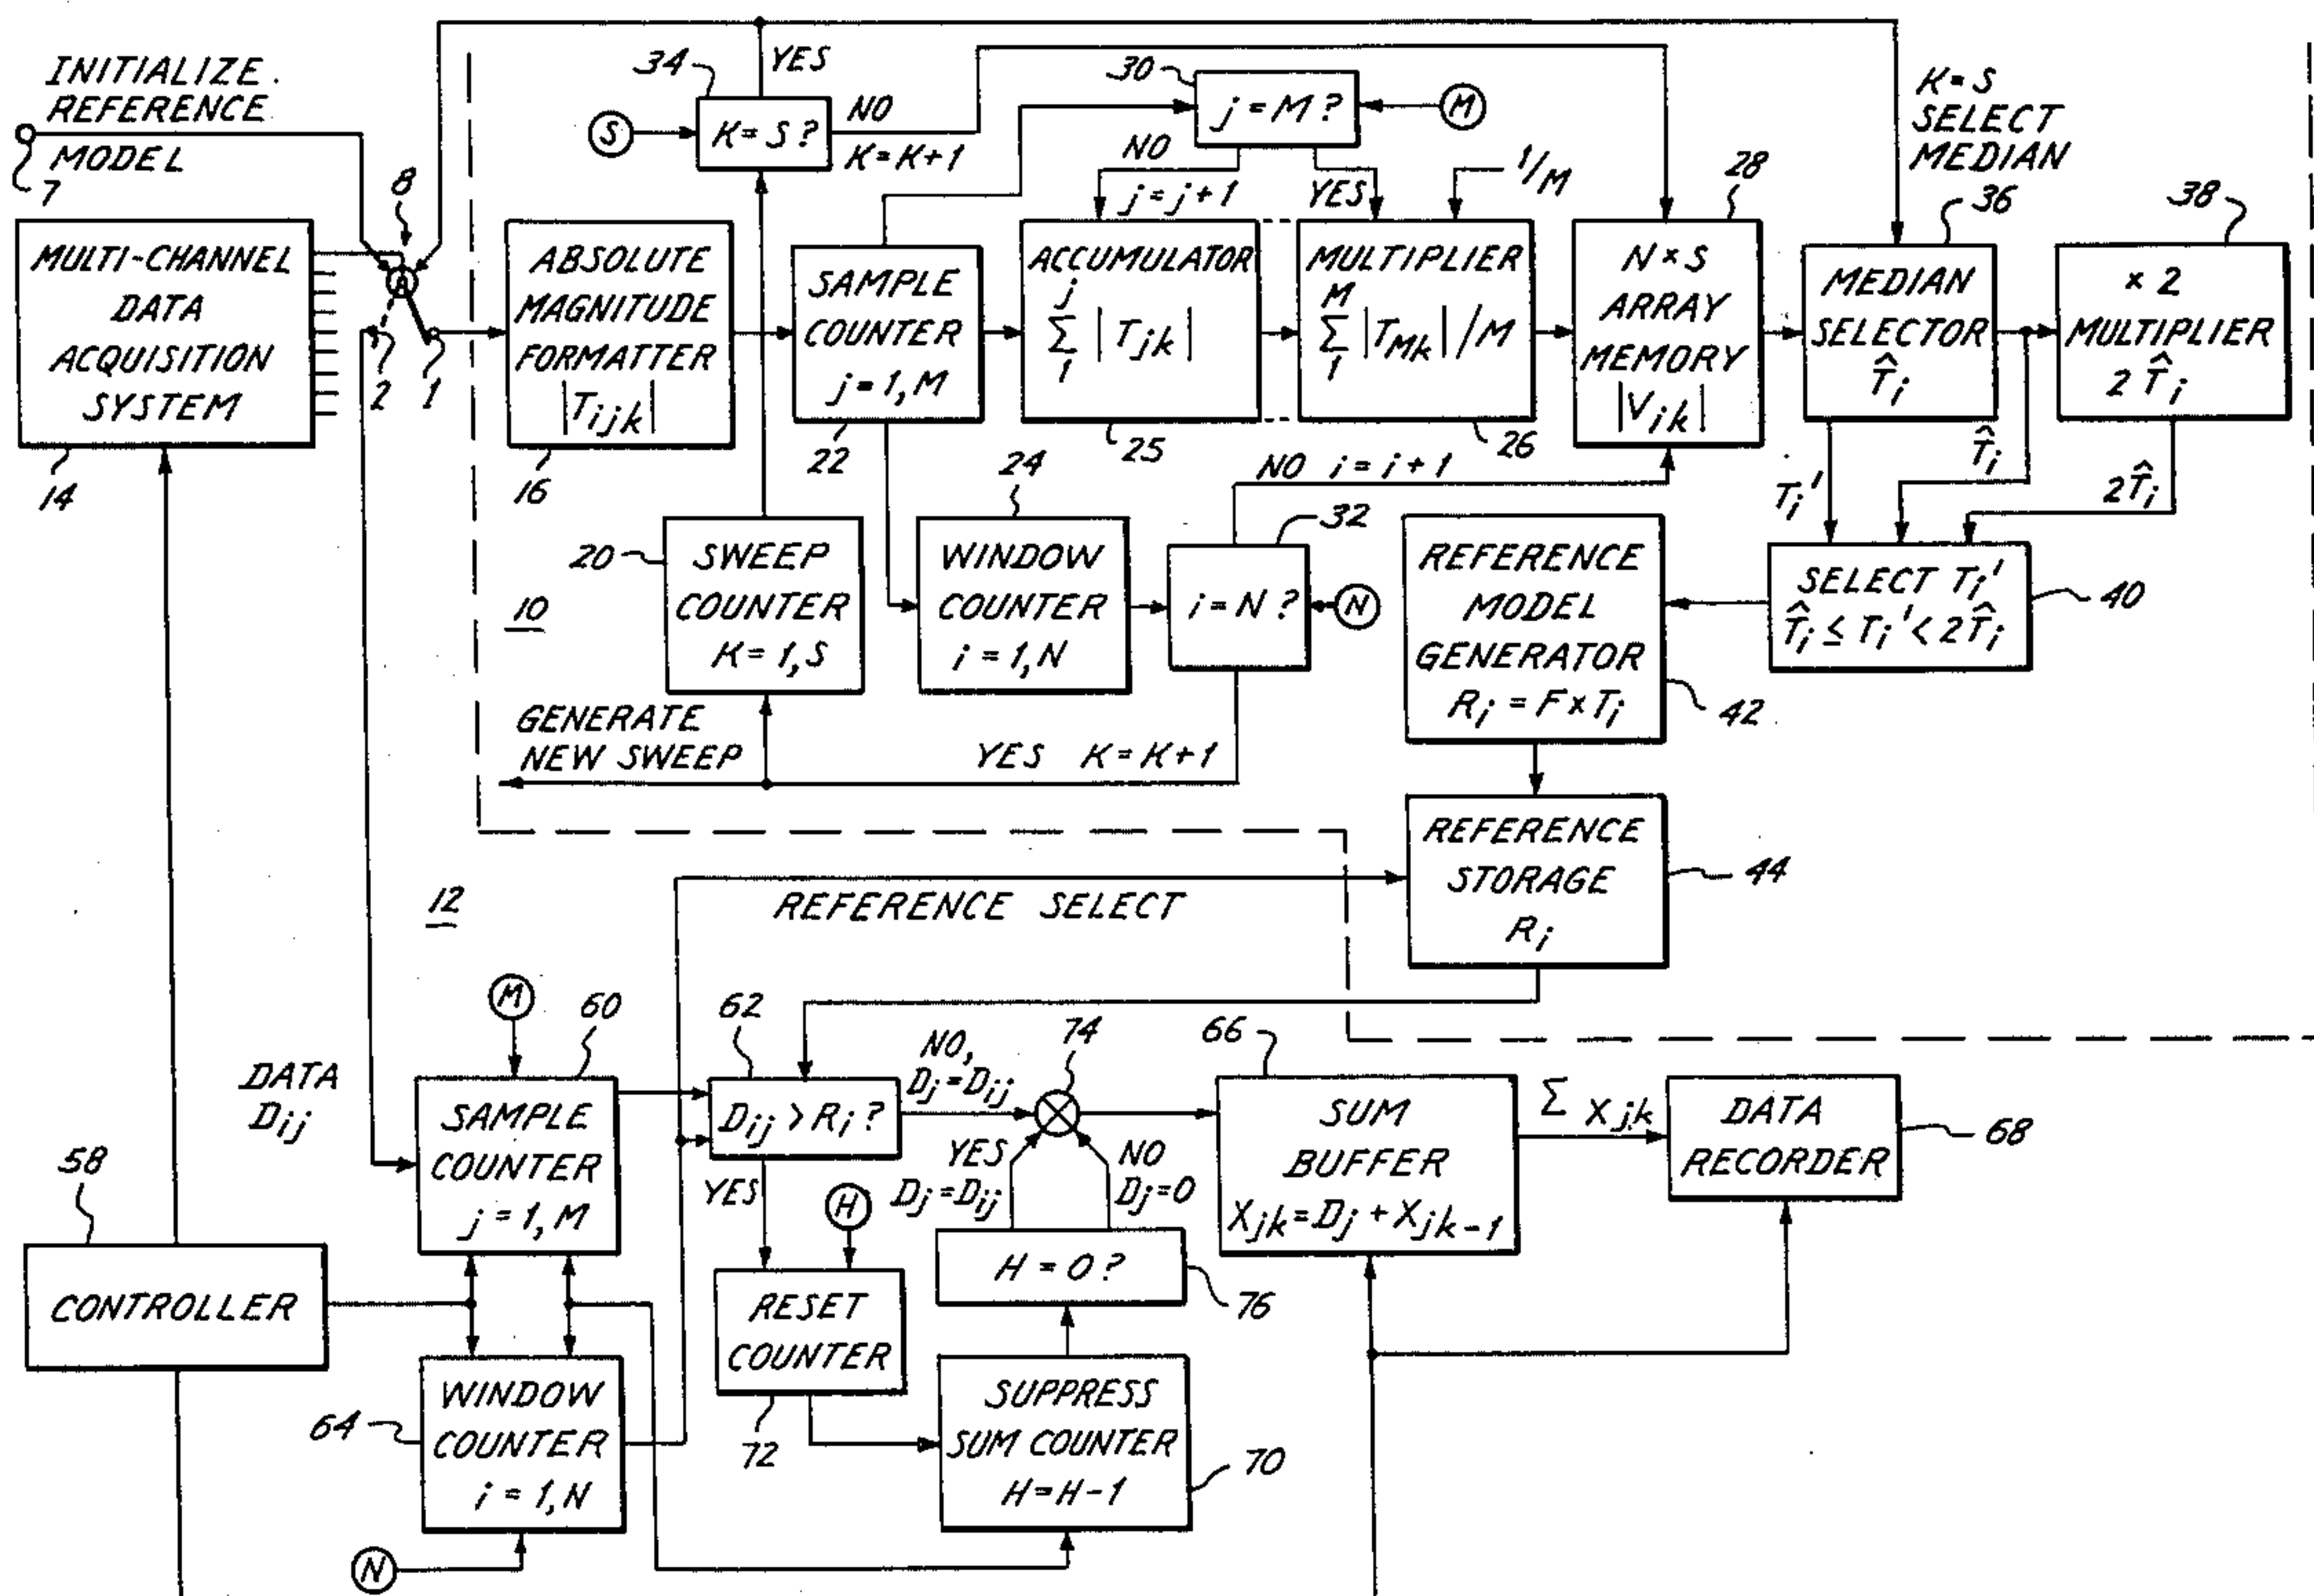 INITIALIZE
REFERENCE
MODEL
7
8
2
1
MULTI-CHANNEL
DATA
ACQUISITION
SYSTEM
14
34
YES
S
K = S ?
NO
K = K+1
30
j = M ?
M
NO
j = j+1
YES
1/M
K = S
SELECT
MEDIAN
ABSOLUTE
MAGNITUDE
FORMATTER
|Tijk|
16
SAMPLE
COUNTER
j = 1, M
22
ACCUMULATOR
j
Σ |Tjk|
1
25
MULTIPLIER
M
Σ |TMk| /M
1
26
28
N × S
ARRAY
MEMORY
|Vik|
36
MEDIAN
SELECTOR
T̂i
38
× 2
MULTIPLIER
2 T̂i
Ti'
T̂i
2T̂i
NO i = i+1
10
20
SWEEP
COUNTER
K = 1, S
24
WINDOW
COUNTER
i = 1, N
32
i = N ?
N
REFERENCE
MODEL
GENERATOR
Ri = F × Ti
42
SELECT Ti'
T̂i ≤ Ti' < 2T̂i
40
GENERATE
NEW SWEEP
YES K = K+1
REFERENCE
STORAGE
Ri
44
12
REFERENCE SELECT
DATA
Dij
M
60
SAMPLE
COUNTER
j = 1, M
62
Dij > Ri ?
NO,
Dj = Dij
74
YES
Dj = Dij
NO
Dj = 0
66
SUM
BUFFER
Xjk = Dj + Xjk-1
Σ Xjk
DATA
RECORDER
68
58
CONTROLLER
YES
H
RESET
COUNTER
72
H = 0 ?
76
64
WINDOW
COUNTER
i = 1, N
N
SUPPRESS
SUM COUNTER
H = H-1
70